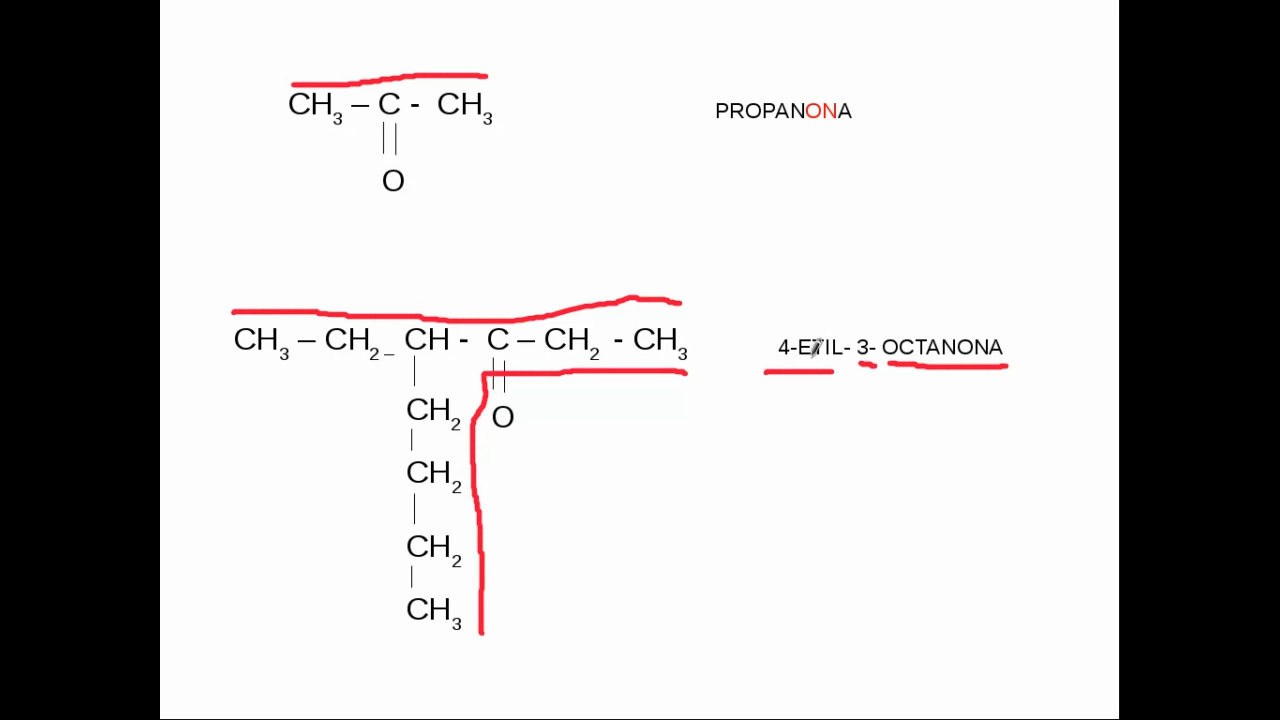 CH₃ – C - CH₃
PROPANONA
||
O
CH₃ – CH₂ – CH - C – CH₂ - CH₃
4-ETIL- 3- OCTANONA
CH₂
O
CH₂
CH₂
CH₃